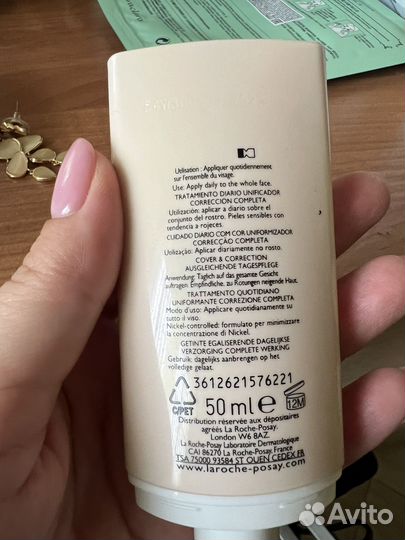 Utilisation : Appliquer quotidiennement
sur l'ensemble du visage.
Use: Apply daily to the whole face.
TRATAMIENTO DIARIO UNIFICADOR
CORRECCION COMPLETA
Utilización: aplicar a diario sobre el
conjunto del rostro. Pieles sensibles con
tendencia a rojeces.
CUIDADO DIARIO COM COR UNIFORMIZADOR
CORRECÇÃO COMPLETA
Utilização: Aplicar diariamente no rosto.
COVER & CORRECTION
AUSGLEICHENDE TAGESPFLEGE
Anwendung: Täglich auf das gesamte Gesicht
auftragen. Empfindliche, zu Rötungen neigende Haut.
TRATTAMENTO QUOTIDIANO
UNIFORMANTE CORREZIONE COMPLETA
Modo d'uso: Applicare quotidianamente su
tutto il viso.
Nickel-controlled: formulato per minimizzare
la concentrazione di Nickel.
GETINTE EGALISERENDE DAGELIJKSE
VERZORGING COMPLETE WERKING
Gebruik: dagelijks aanbrengen op het
volledige gelaat.
3612621576221
C/PET 50 ml e 12M
Distribution réservée aux dépositaires
agréés La Roche-Posay.
London W6 8AZ.
La Roche-Posay Laboratoire Dermatologique
CAI 86270 La Roche-Posay, France
TSA 75000 93584 ST OUEN CEDEX FR
www.laroche-posay.com
Avito